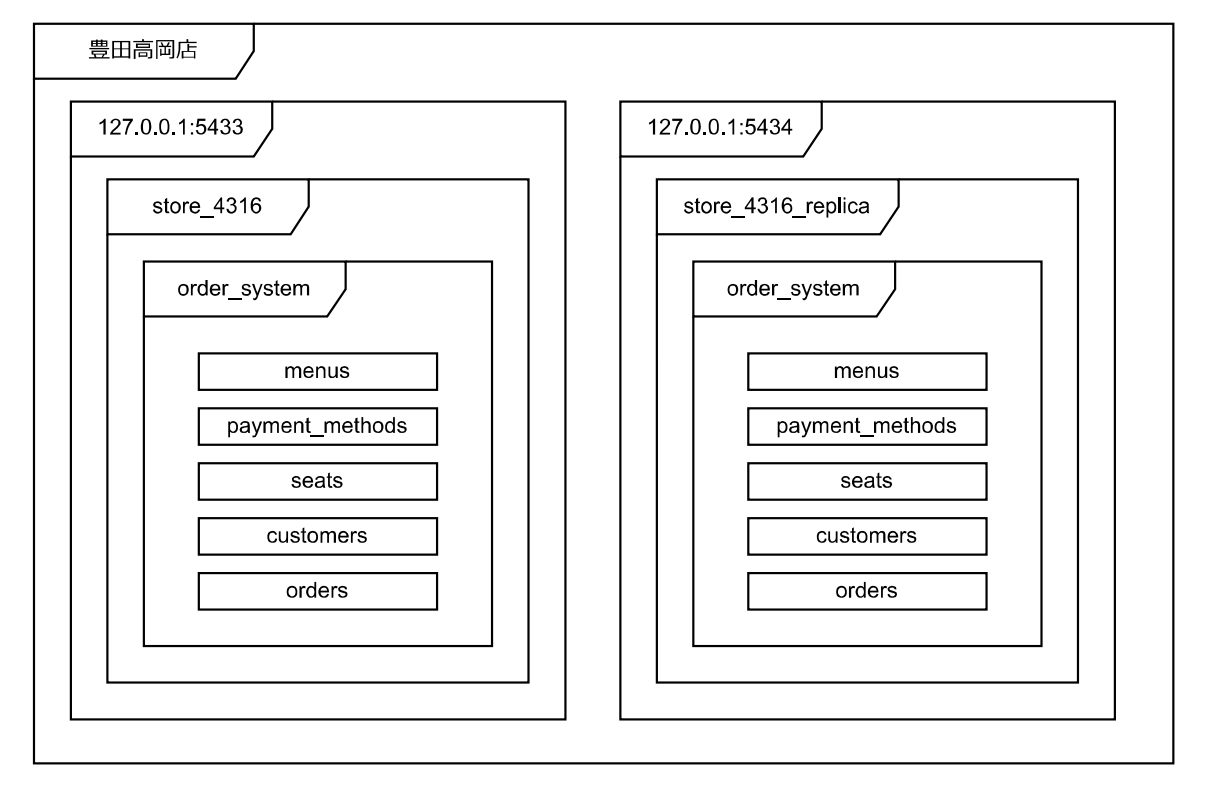 豊田高岡店
127.0.0.1:5433
store_4316
order_system
menus
payment_methods
seats
customers
orders
127.0.0.1:5434
store_4316_replica
order_system
menus
payment_methods
seats
customers
orders